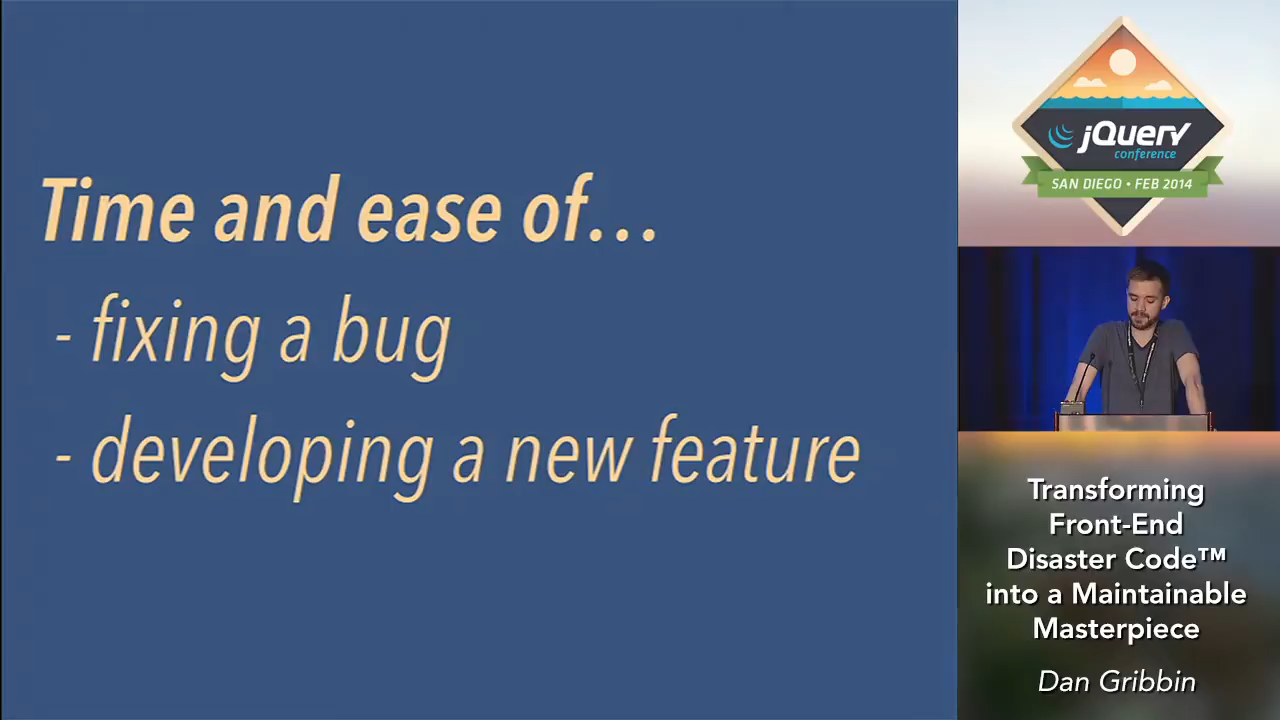 Time and ease of…
- fixing a bug
- developing a new feature
jQuery
conference
SAN DIEGO • FEB 2014
Transforming
Front-End
Disaster Code™
into a Maintainable
Masterpiece
Dan Gribbin